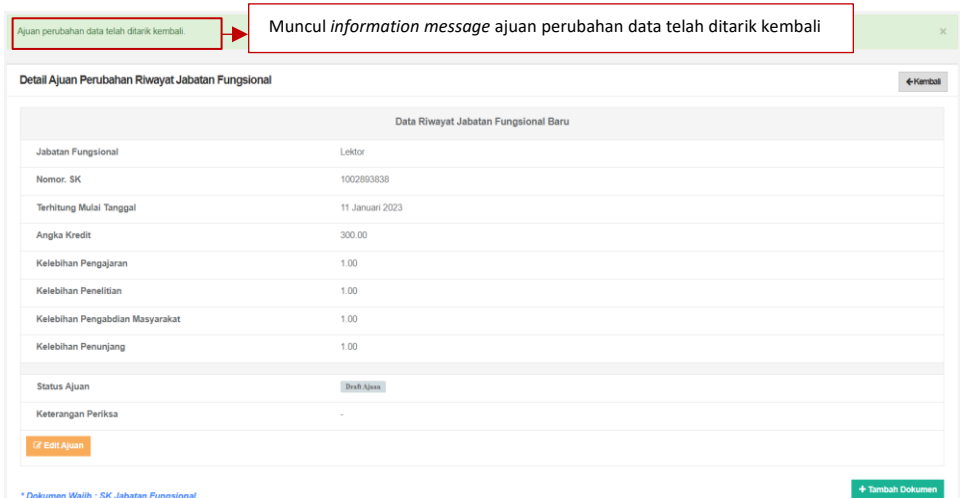 Ajuan perubahan data telah ditarik kembali.
Muncul information message ajuan perubahan data telah ditarik kembali
×
Detail Ajuan Perubahan Riwayat Jabatan Fungsional
Kembali
Data Riwayat Jabatan Fungsional Baru
Jabatan Fungsional Lektor
Nomor. SK 1002893838
Terhitung Mulai Tanggal 11 Januari 2023
Angka Kredit 300.00
Kelebihan Pengajaran 1.00
Kelebihan Penelitian 1.00
Kelebihan Pengabdian Masyarakat 1.00
Kelebihan Penunjang 1.00
Status Ajuan Draft Ajuan
Keterangan Periksa -
Edit Ajuan
+ Tambah Dokumen
* Dokumen Wajib : SK Jabatan Fungsional